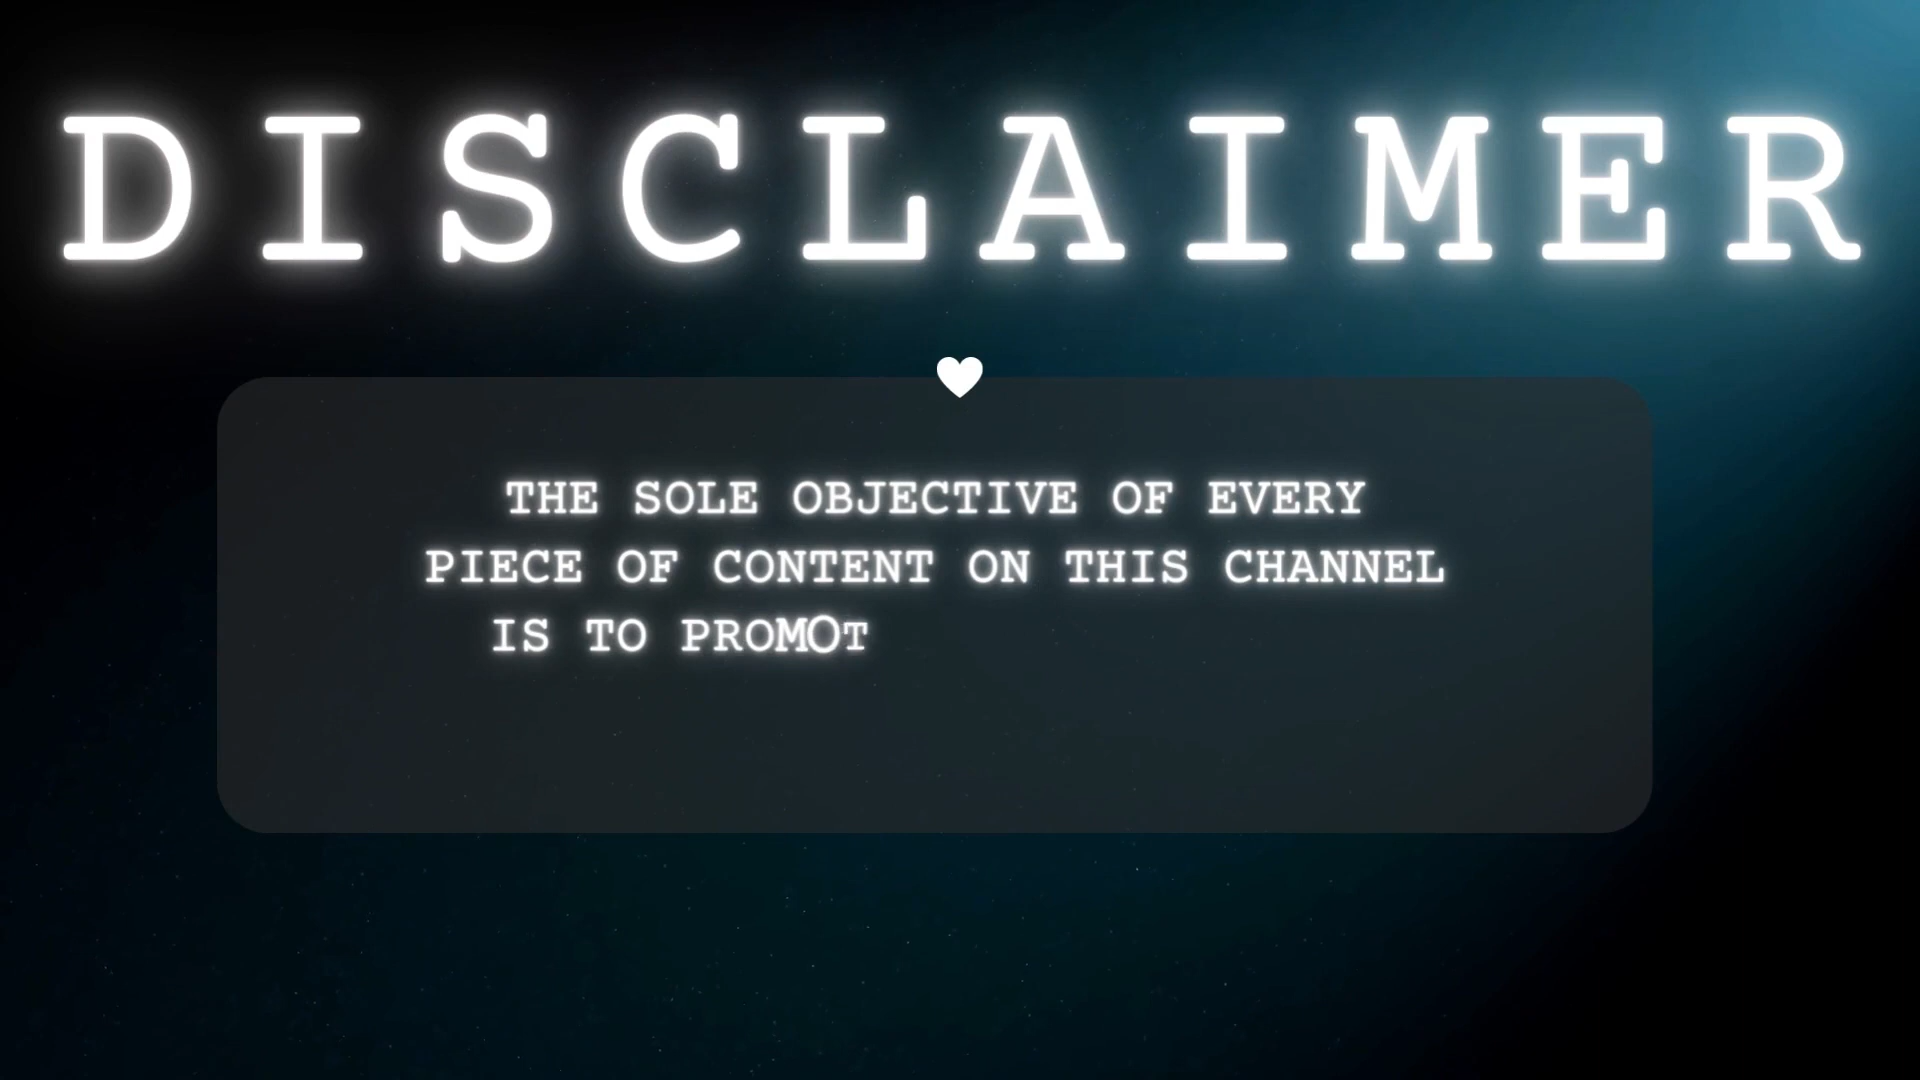 DISCLAIMER
THE SOLE OBJECTIVE OF EVERY
PIECE OF CONTENT ON THIS CHANNEL
IS TO PROMOT